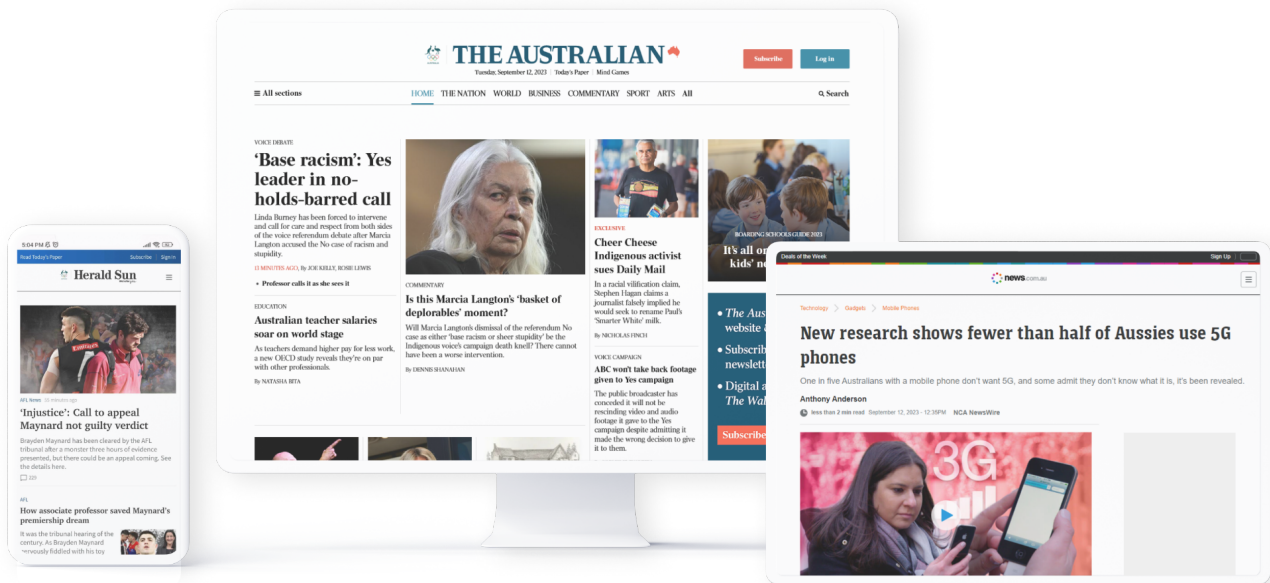 THE AUSTRALIAN
Subscribe
Log in
Tuesday, September 12, 2023 | Today's Paper | Mind Games
All sections
HOME THE NATION WORLD BUSINESS COMMENTARY SPORT ARTS All
Search
VOICE DEBATE
‘Base racism’: Yes
leader in no-
holds-barred call
Linda Burney has been forced to intervene
and call for care and respect from both sides
of the voice referendum debate after Marcia
Langton accused the No case of racism and
stupidity.
13 MINUTES AGO, By JOE KELLY, ROSIE LEWIS
• Professor calls it as she sees it
EDUCATION
Australian teacher salaries
soar on world stage
As teachers demand higher pay for less work,
a new OECD study reveals they're on par
with other professionals.
By NATASHA BITA
COMMENTARY
Is this Marcia Langton's ‘basket of
deplorables’ moment?
Will Marcia Langton's dismissal of the referendum No
case as either ‘base racism or sheer stupidity’ be the
Indigenous voice's campaign death knell? There cannot
have been a worse intervention.
By DENNIS SHANAHAN
EXCLUSIVE
Cheer Cheese
Indigenous activist
sues Daily Mail
In a racial vilification claim,
Stephen Hagan claims a
journalist falsely implied he
would seek to rename Paul's
‘Smarter White’ milk.
By NICHOLAS FINCH
VOICE CAMPAIGN
ABC won't take back footage
given to Yes campaign
The public broadcaster has
conceded it will not be
rescinding video and audio
footage it gave to the Yes
campaign despite admitting it
made the wrong decision to give
it to them.
BOARDING SCHOOLS GUIDE 2023
It's all
kids'
• The Aus
website
• Subscrib
newslett
• Digital a
The Wal
Subscribe
5:04 PM
Read Today's Paper
Subscribe
Sign In
Herald Sun
Emirates
AFL News
‘Injustice’: Call to appeal
Maynard not guilty verdict
Brayden Maynard has been cleared by the AFL
tribunal after a monster three hours of evidence
presented, but there could be an appeal coming. See
the details here.
AFL
How associate professor saved Maynard's
premiership dream
It was the tribunal hearing of the
century. As Brayden Maynard
nervously fiddled with his toy
Deals of the Week
Sign Up
news.com.au
Technology > Gadgets > Mobile Phones
New research shows fewer than half of Aussies use 5G
phones
One in five Australians with a mobile phone don't want 5G, and some admit they don't know what it is, it's been revealed.
Anthony Anderson
less than 2 min read September 12, 2023 - 12:35PM NCA NewsWire
3G